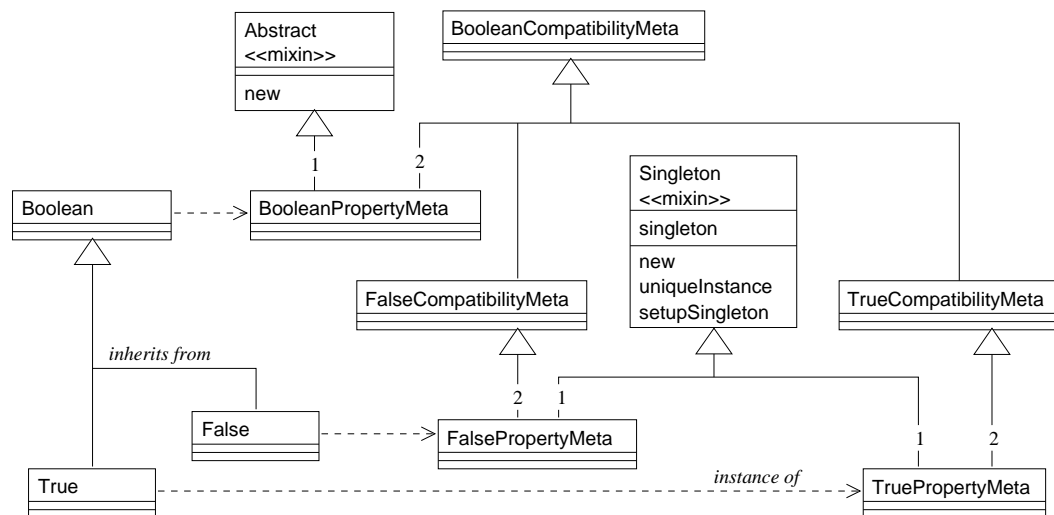 Abstract
<<mixin>>
new
BooleanCompatibilityMeta
1
2
Boolean
BooleanPropertyMeta
Singleton
<<mixin>>
singleton
new
uniqueInstance
setupSingleton
FalseCompatibilityMeta
TrueCompatibilityMeta
inherits from
2
1
False
FalsePropertyMeta
1
2
True
instance of
TruePropertyMeta